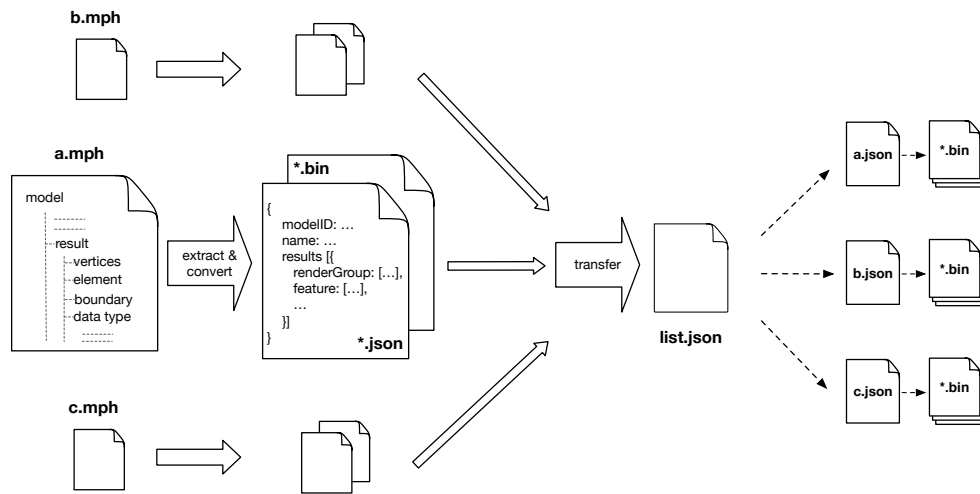 b.mph
a.mph
model
result
vertices
element
boundary
data type
extract &
convert
*.bin
{
modelID: …
name: …
results [{
renderGroup: […],
feature: […],
…
}]
}
*.json
c.mph
transfer
list.json
a.json
*.bin
b.json
*.bin
c.json
*.bin